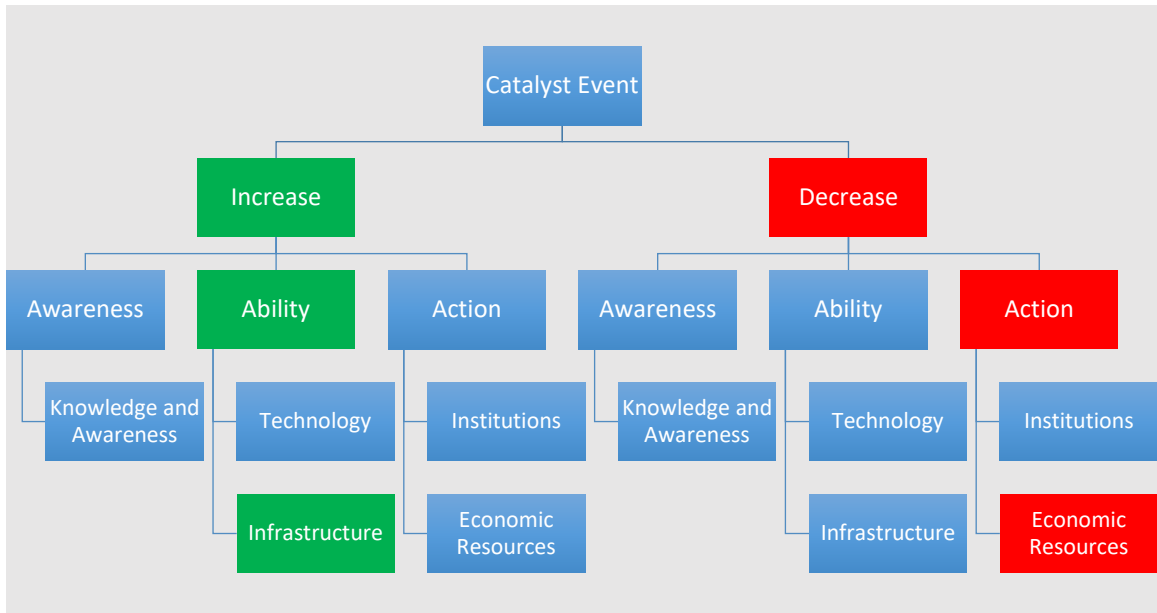 Catalyst Event
Increase
Decrease
Awareness
Ability
Action
Awareness
Ability
Action
Knowledge and
Awareness
Technology
Institutions
Knowledge and
Awareness
Technology
Institutions
Infrastructure
Economic
Resources
Infrastructure
Economic
Resources